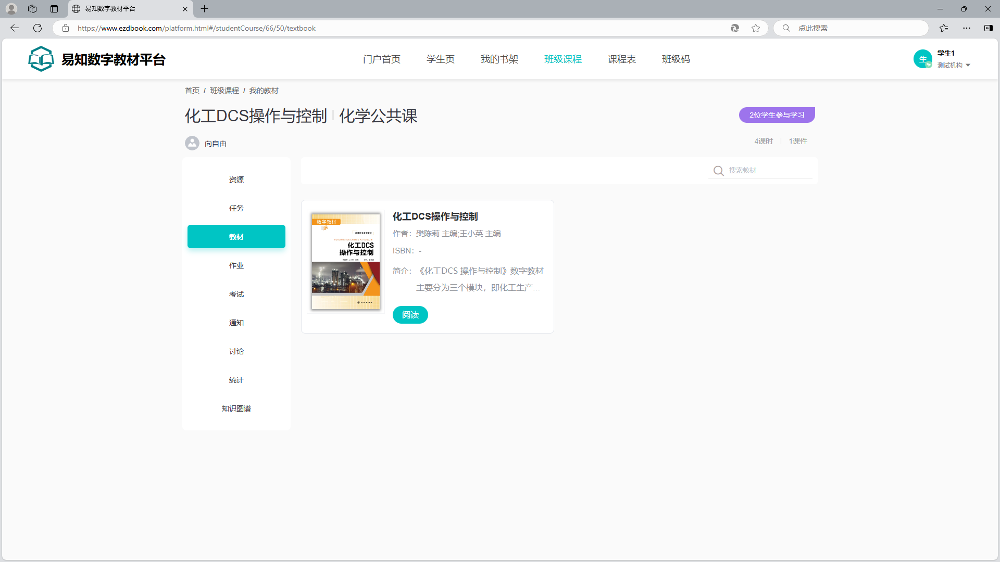 易知数字教材平台
https://www.ezdbook.com/platform.html#/studentCourse/66/50/textbook
点此搜索
易知数字教材平台
门户首页
学生页
我的书架
班级课程
课程表
班级码
生
学生1
测试机构
首页 / 班级课程 / 我的教材
化工DCS操作与控制
化学公共课
2位学生参与学习
向自由
4课时 | 1课件
资源
任务
教材
作业
考试
通知
讨论
统计
知识图谱
搜索教材
数字教材
化工DCS
操作与控制
化工DCS操作与控制
作者：樊陈莉 主编;王小英 主编
ISBN：-
简介：《化工DCS 操作与控制》数字教材
主要分为三个模块，即化工生产...
阅读